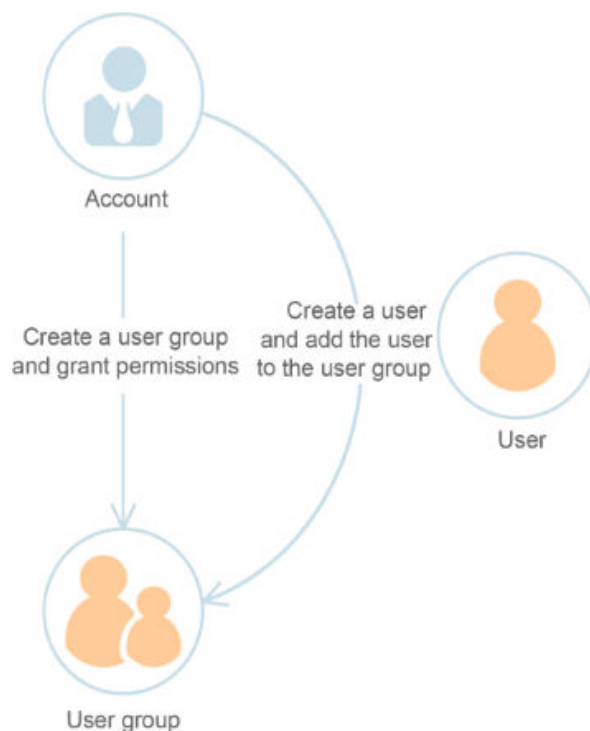 Account
Create a user group
and grant permissions
Create a user
and add the user
to the user group
User
User group